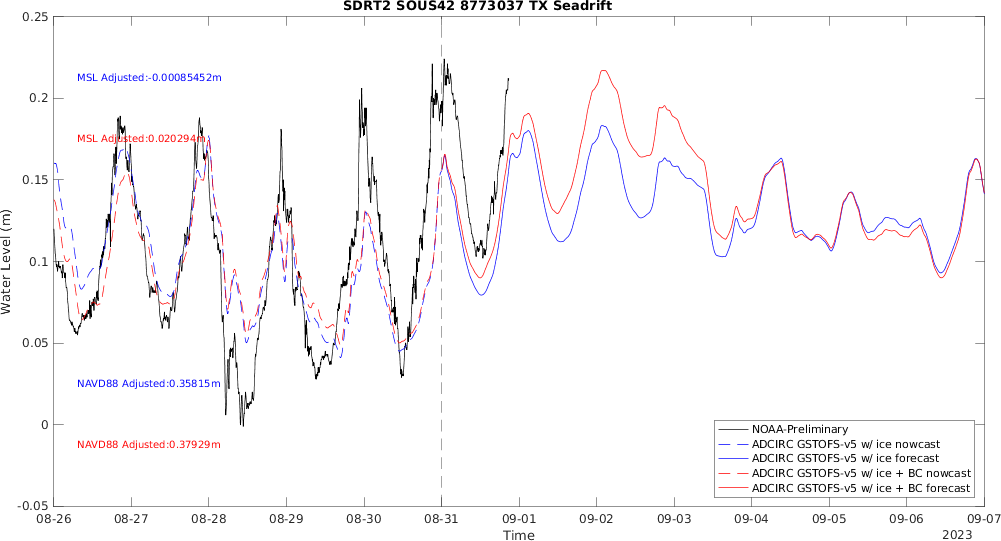 SDRT2 SOUS42 8773037 TX Seadrift
0.25
0.2
0.15
0.1
0.05
0
-0.05
Water Level (m)
MSL Adjusted:-0.00085452m
MSL Adjusted:0.020294m
NAVD88 Adjusted:0.35815m
NAVD88 Adjusted:0.37929m
NOAA-Preliminary
ADCIRC GSTOFS-v5 w/ ice nowcast
ADCIRC GSTOFS-v5 w/ ice forecast
ADCIRC GSTOFS-v5 w/ ice + BC nowcast
ADCIRC GSTOFS-v5 w/ ice + BC forecast
08-26 08-27 08-28 08-29 08-30 08-31 09-01 09-02 09-03 09-04 09-05 09-06 09-07
Time
2023